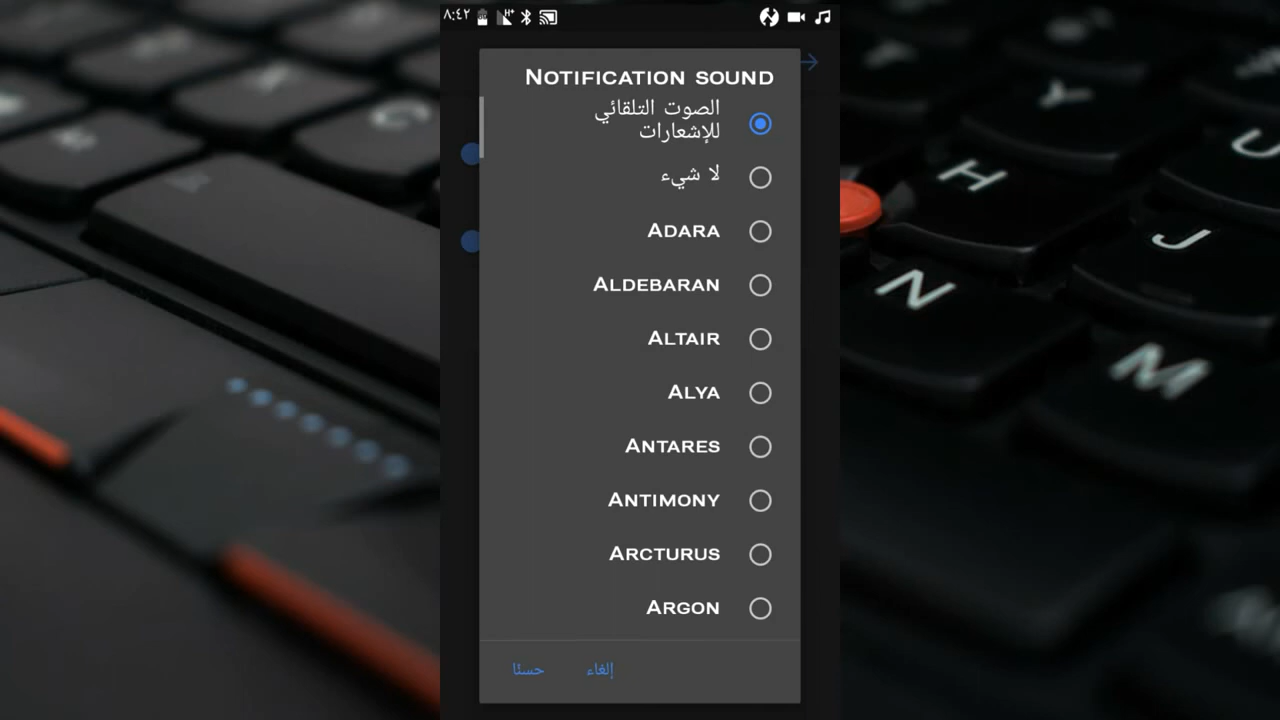 ٨:٤٢
H+
NOTIFICATION SOUND
الصوت التلقائي
للإشعارات
لا شيء
ADARA
ALDEBARAN
ALTAIR
ALYA
ANTARES
ANTIMONY
ARCTURUS
ARGON
إلغاء
حسنًا
G
Y
H
U
J
N
M